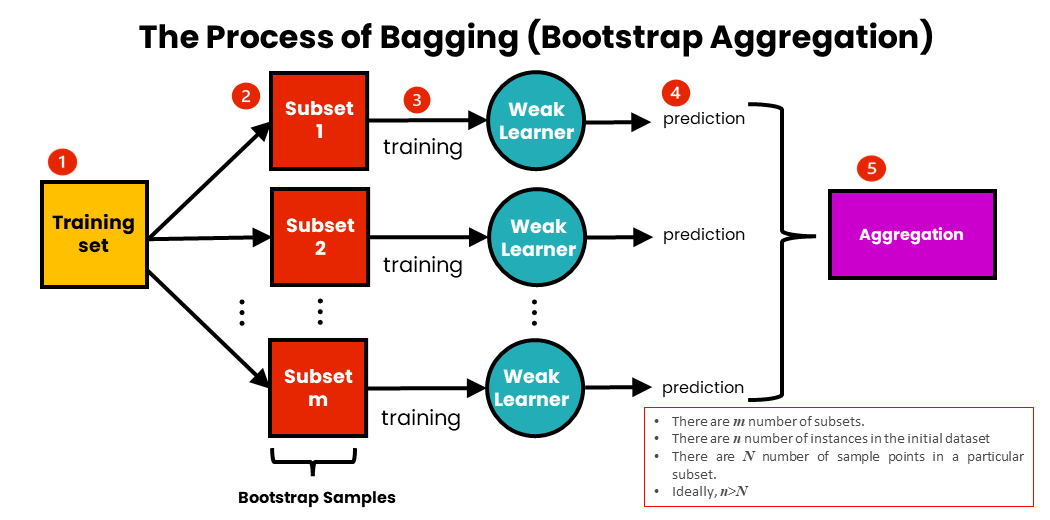 The Process of Bagging (Bootstrap Aggregation)
1
Training
set
2
Subset
1
3
training
Weak
Learner
4
prediction
Subset
2
training
Weak
Learner
prediction
Subset
m
training
Weak
Learner
prediction
5
Aggregation
Bootstrap Samples
• There are m number of subsets.
• There are n number of instances in the initial dataset
• There are N number of sample points in a particular
subset.
• Ideally, n>N